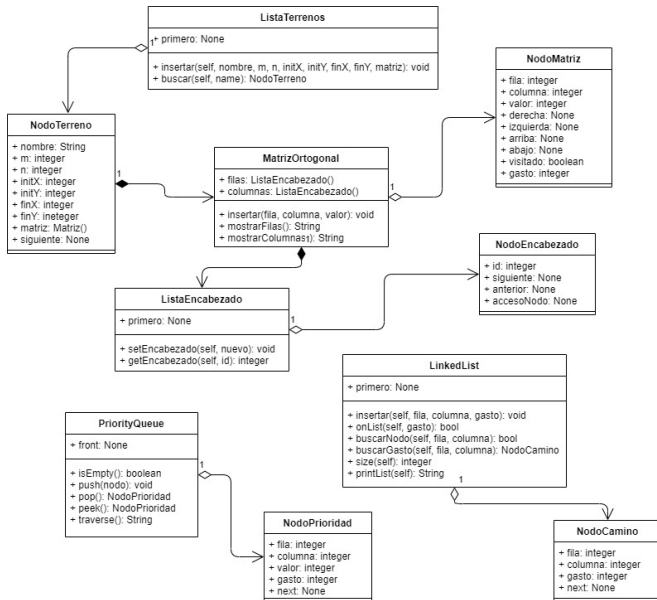 ListaTerrenos
+ primero: None
+ insertar(self, nombre, m, n, initX, initY, finX, finY, matriz): void
+ buscar(self, name): NodoTerreno
1
NodoMatriz
+ fila: integer
+ columna: integer
+ valor: integer
+ derecha: None
+ izquierda: None
+ arriba: None
+ abajo: None
+ visitado: boolean
+ gasto: integer
NodoTerreno
+ nombre: String
+ m: integer
+ n: integer
+ initX: integer
+ initY: integer
+ finX: integer
+ finY: ineteger
+ matriz: Matriz()
+ siguiente: None
1
MatrizOrtogonal
+ filas: ListaEncabezado()
+ columnas: ListaEncabezado()
+ insertar(fila, columna, valor): void
+ mostrarFilas(): String
+ mostrarColumnas(): String
1
1
NodoEncabezado
+ id: integer
+ siguiente: None
+ anterior: None
+ accesoNodo: None
ListaEncabezado
+ primero: None
+ setEncabezado(self, nuevo): void
+ getEncabezado(self, id): integer
1
LinkedList
+ primero: None
+ insertar(self, fila, columna, gasto): void
+ onList(self, gasto): bool
+ buscarNodo(self, fila, columna): bool
+ buscarGasto(self, fila, columna): NodoCamino
+ size(self): integer
+ printList(self): String
1
PriorityQueue
+ front: None
+ isEmpty(): boolean
+ push(nodo): void
+ pop(): NodoPrioridad
+ peek(): NodoPrioridad
+ traverse(): String
1
NodoPrioridad
+ fila: integer
+ columna: integer
+ valor: integer
+ gasto: integer
+ next: None
NodoCamino
+ fila: integer
+ columna: integer
+ gasto: integer
+ next: None